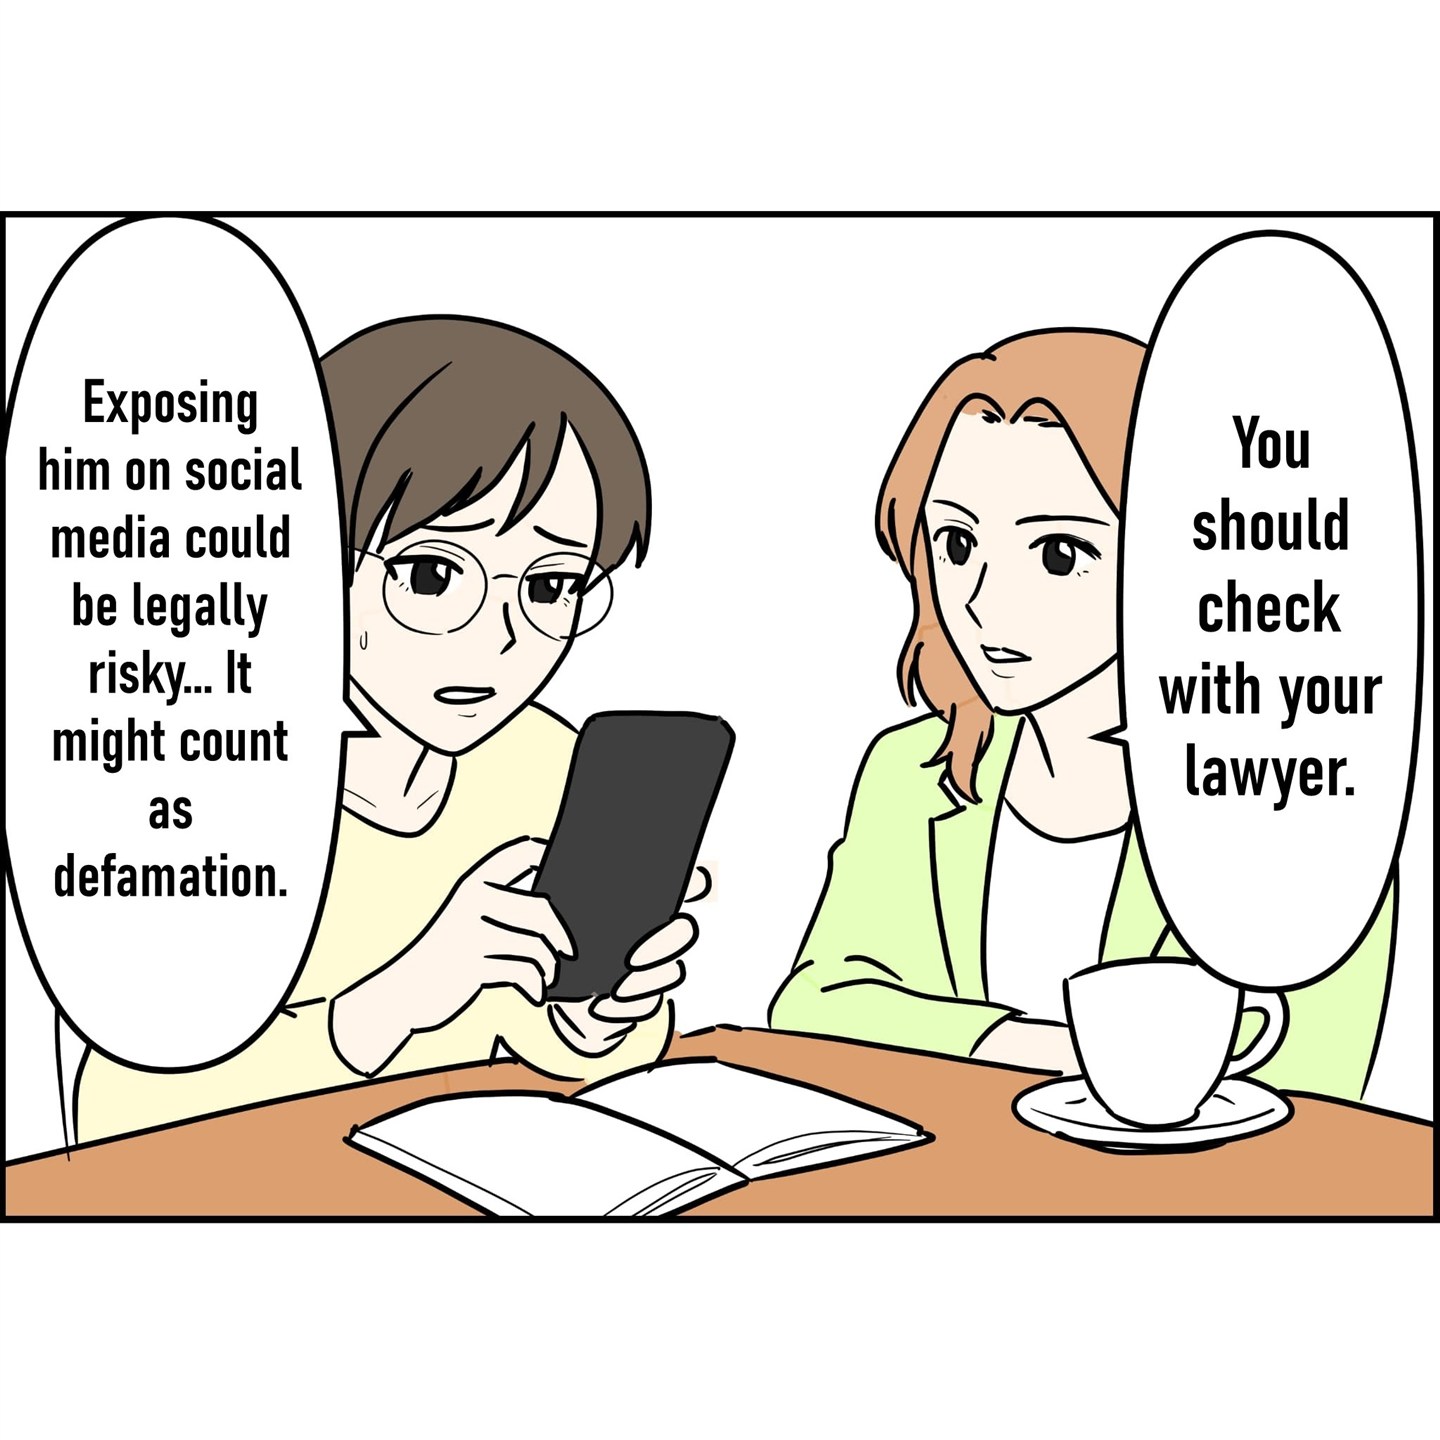 Exposing
him on social
media could
be legally
risky... It
might count
as
defamation.
You
should
check
with your
lawyer.